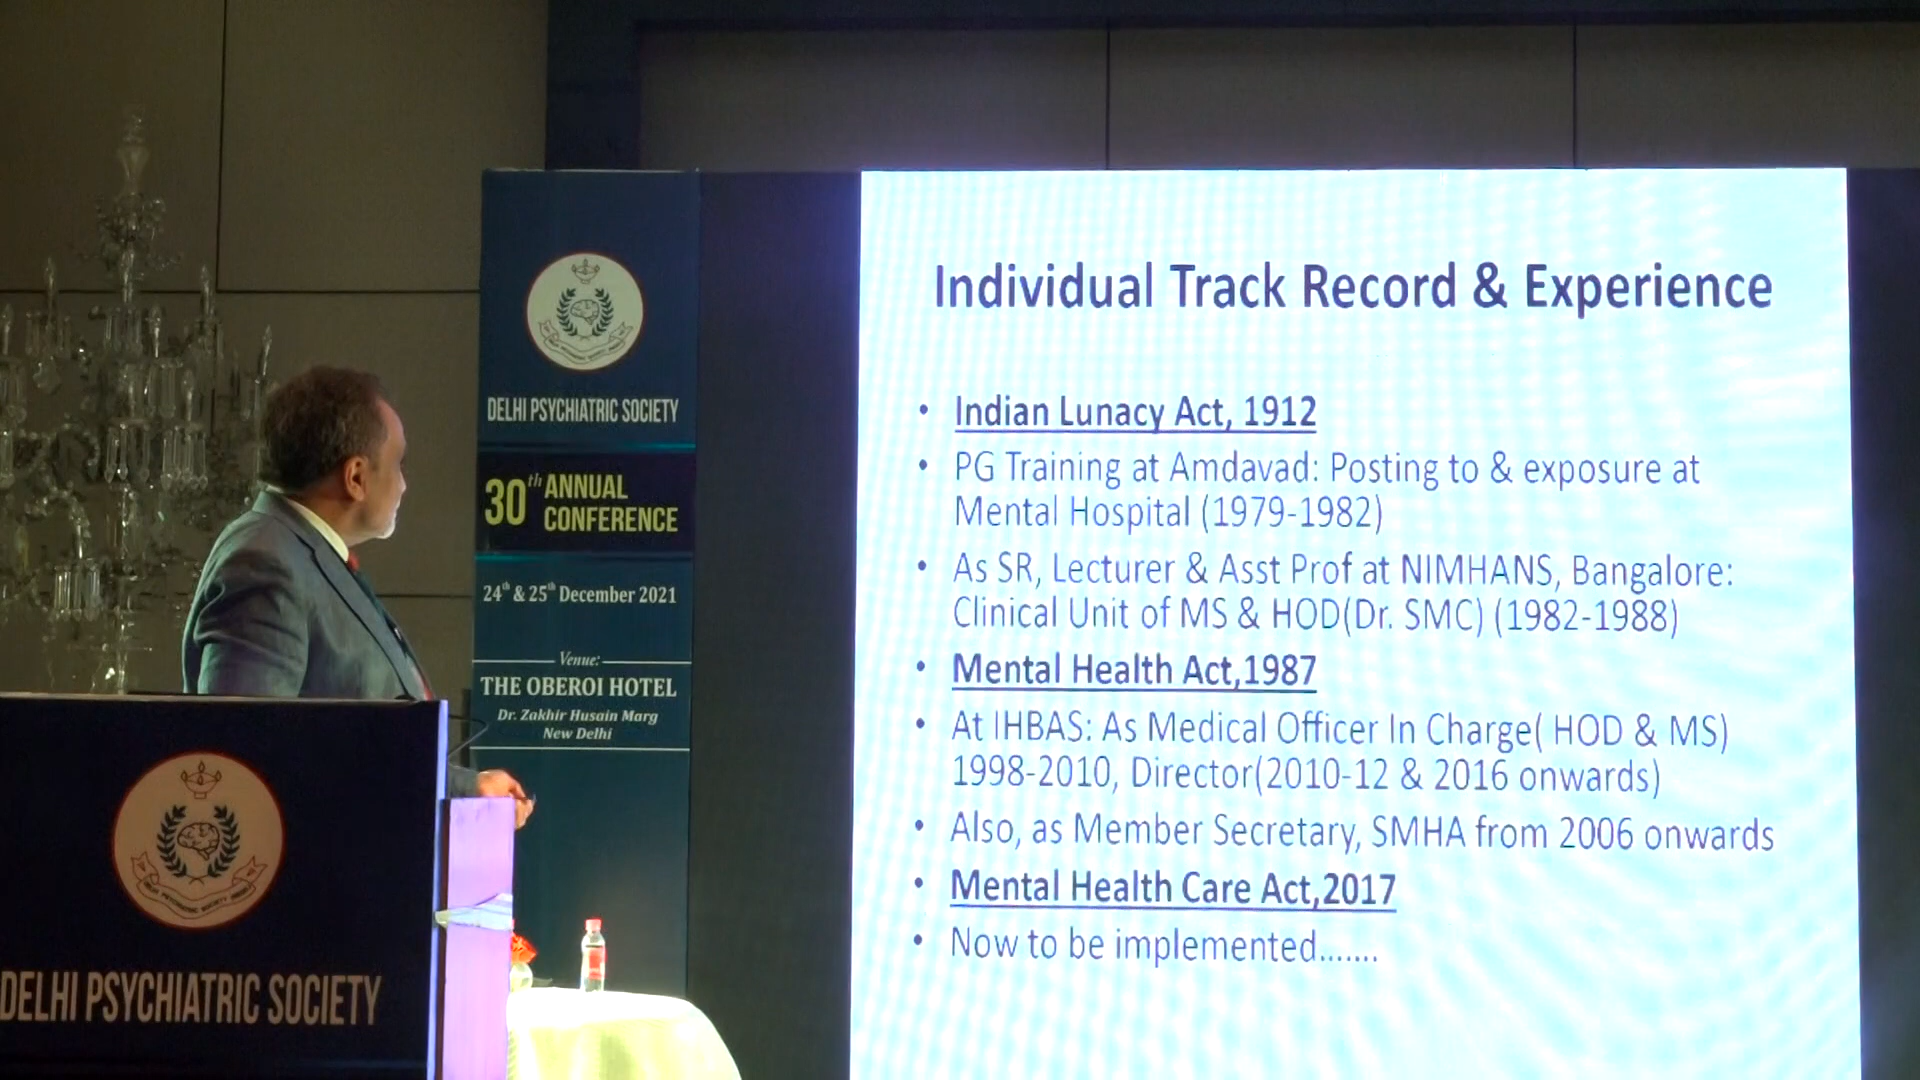 DELHI PSYCHIATRIC SOCIETY
30th ANNUAL
CONFERENCE
24th & 25th December 2021
Venue:
THE OBEROI HOTEL
Dr. Zakhir Husain Marg
New Delhi
DELHI PSYCHIATRIC SOCIETY
Individual Track Record & Experience
• Indian Lunacy Act, 1912
• PG Training at Amdavad: Posting to & exposure at
Mental Hospital (1979-1982)
• As SR, Lecturer & Asst Prof at NIMHANS, Bangalore:
Clinical Unit of MS & HOD(Dr. SMC) (1982-1988)
• Mental Health Act,1987
• At IHBAS: As Medical Officer In Charge( HOD & MS)
1998-2010, Director(2010-12 & 2016 onwards)
• Also, as Member Secretary, SMHA from 2006 onwards
• Mental Health Care Act,2017
• Now to be implemented.......